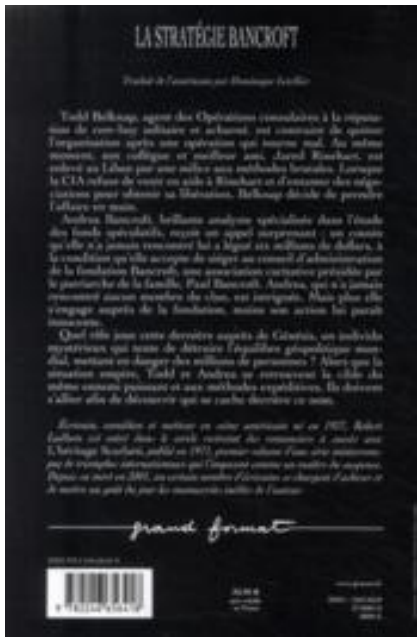 LA STRATÉGIE BANCROFT
Traduit de l'américain par Dominique Letellier
Todd Belknap, agent des Opérations consulaires à la réputa-
tion de cow-boy solitaire et acharné, est contraint de quitter
l'organisation après une opération qui tourne mal. Au même
moment, son collègue et meilleur ami, Jared Rinehart, est
enlevé au Liban par une milice aux méthodes brutales. Lorsque
la CIA refuse de venir en aide à Rinehart et d'entamer des négo-
ciations pour obtenir sa libération, Belknap décide de prendre
l'affaire en main.
Andrea Bancroft, brillante analyste spécialisée dans l'étude
des fonds spéculatifs, reçoit un appel surprenant : un cousin
qu'elle n'a jamais rencontré lui a légué six millions de dollars, à
la condition qu'elle accepte de siéger au conseil d'administration
de la fondation Bancroft, une association caritative présidée par
le patriarche de la famille, Paul Bancroft. Andrea, qui n'a jamais
rencontré aucun membre du clan, est intriguée. Mais plus elle
s'engage auprès de la fondation, moins son action lui paraît
innocente.
Quel rôle joue cette dernière auprès de Génésis, un individu
mystérieux qui tente de détruire l'équilibre géopolitique mon-
dial, mettant en danger des millions de personnes ? Alors que la
situation empire, Todd et Andrea se retrouvent la cible du
même ennemi puissant et aux méthodes expéditives. Ils doivent
s'allier afin de découvrir qui se cache derrière ce nom.
Écrivain, comédien et metteur en scène américain né en 1927, Robert
Ludlum est entré dans le cercle restreint des romanciers à succès avec
L'Héritage Scarlatti, publié en 1971, premier volume d'une série
de triomphes internationaux qui l'imposent comme un maître du suspense.
Depuis sa mort en 2001, un certain nombre d'écrivains se chargent d'achever et
de mettre au goût du jour les manuscrits inédits de l'auteur.
grand format